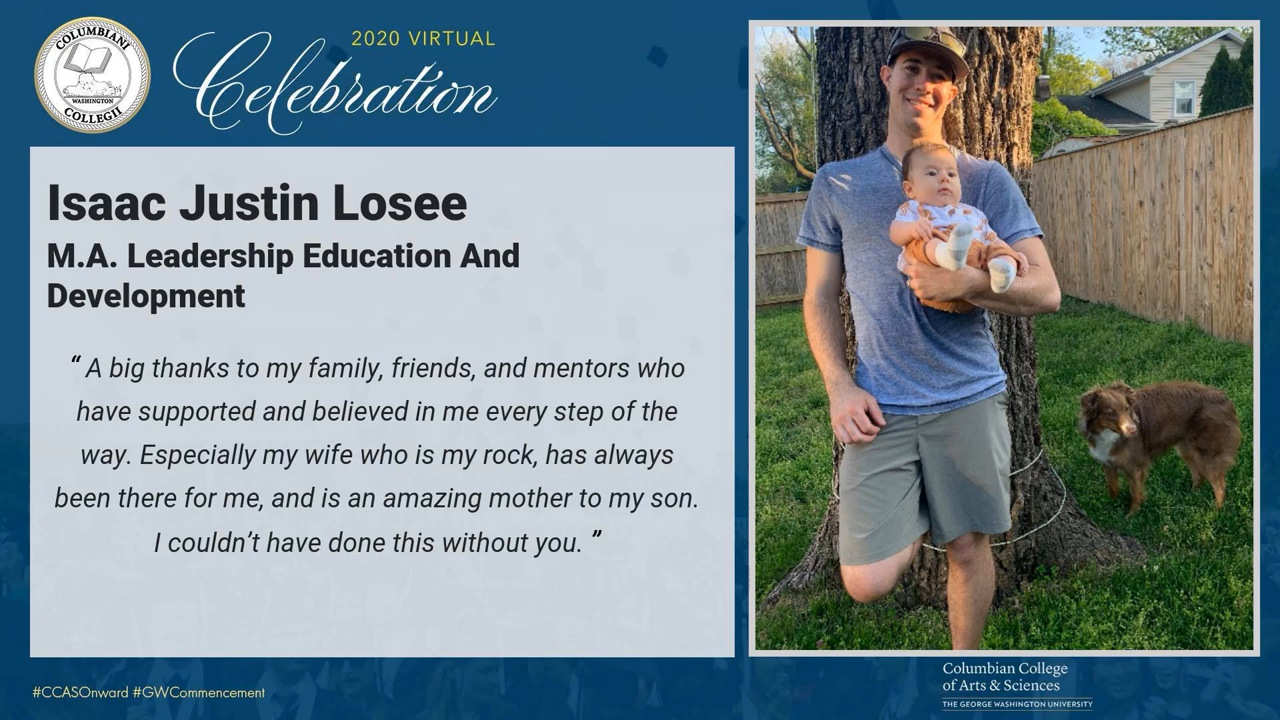 COLUMBIANI
WASHINGTON
COLLEGII
2020 VIRTUAL
Celebration
Isaac Justin Losee
M.A. Leadership Education And
Development
“ A big thanks to my family, friends, and mentors who
have supported and believed in me every step of the
way. Especially my wife who is my rock, has always
been there for me, and is an amazing mother to my son.
I couldn’t have done this without you. ”
#CCASOnward #GWCommencement
Columbian College
of Arts & Sciences
THE GEORGE WASHINGTON UNIVERSITY